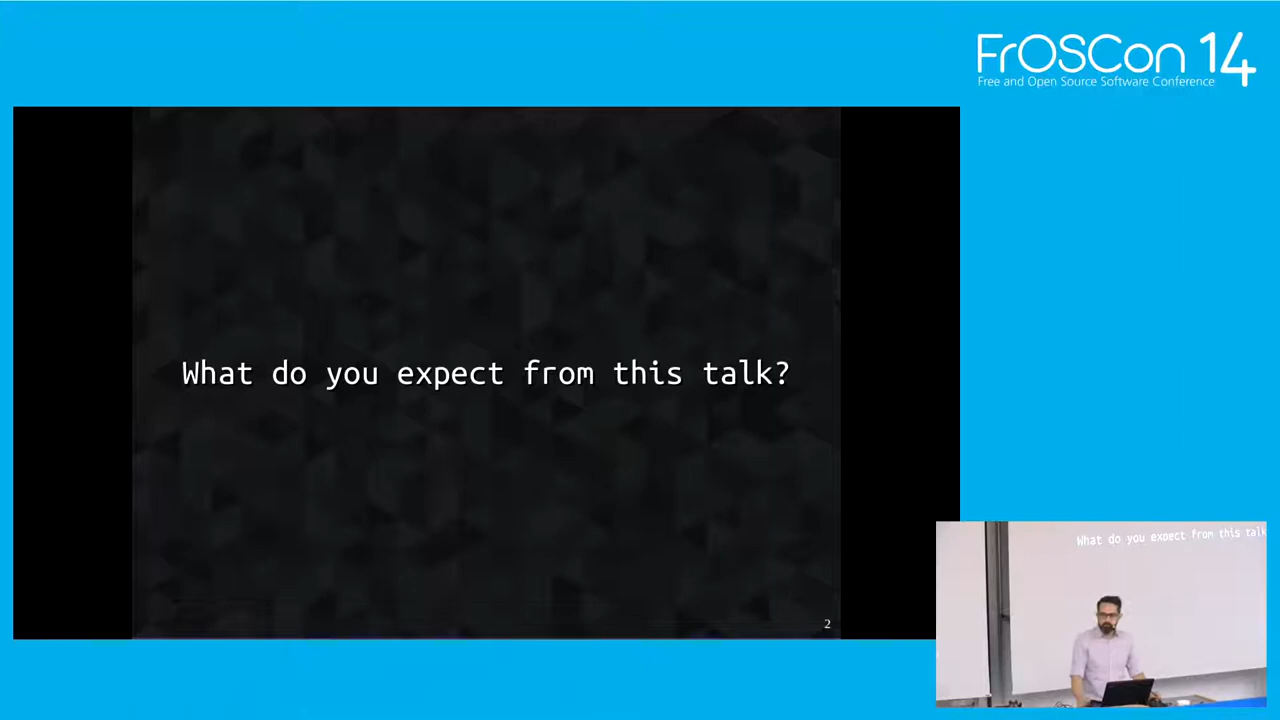 FrOSCon 14
Free and Open Source Software Conference
What do you expect from this talk?
2
What do you expect from this talk